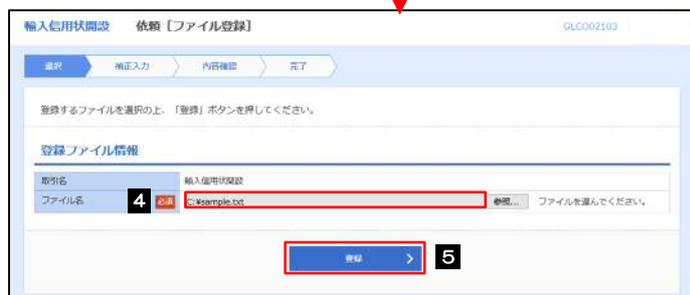 輸入信用状開設　依頼［ファイル登録］　GLCO02103
選択　補正入力　内容確認　完了
登録するファイルを選択の上、「登録」ボタンを押してください。
登録ファイル情報
取引名　輸入信用状開設
ファイル名　4　必須　C:¥sample.txt　参照...　ファイルを選んでください。
登録　5